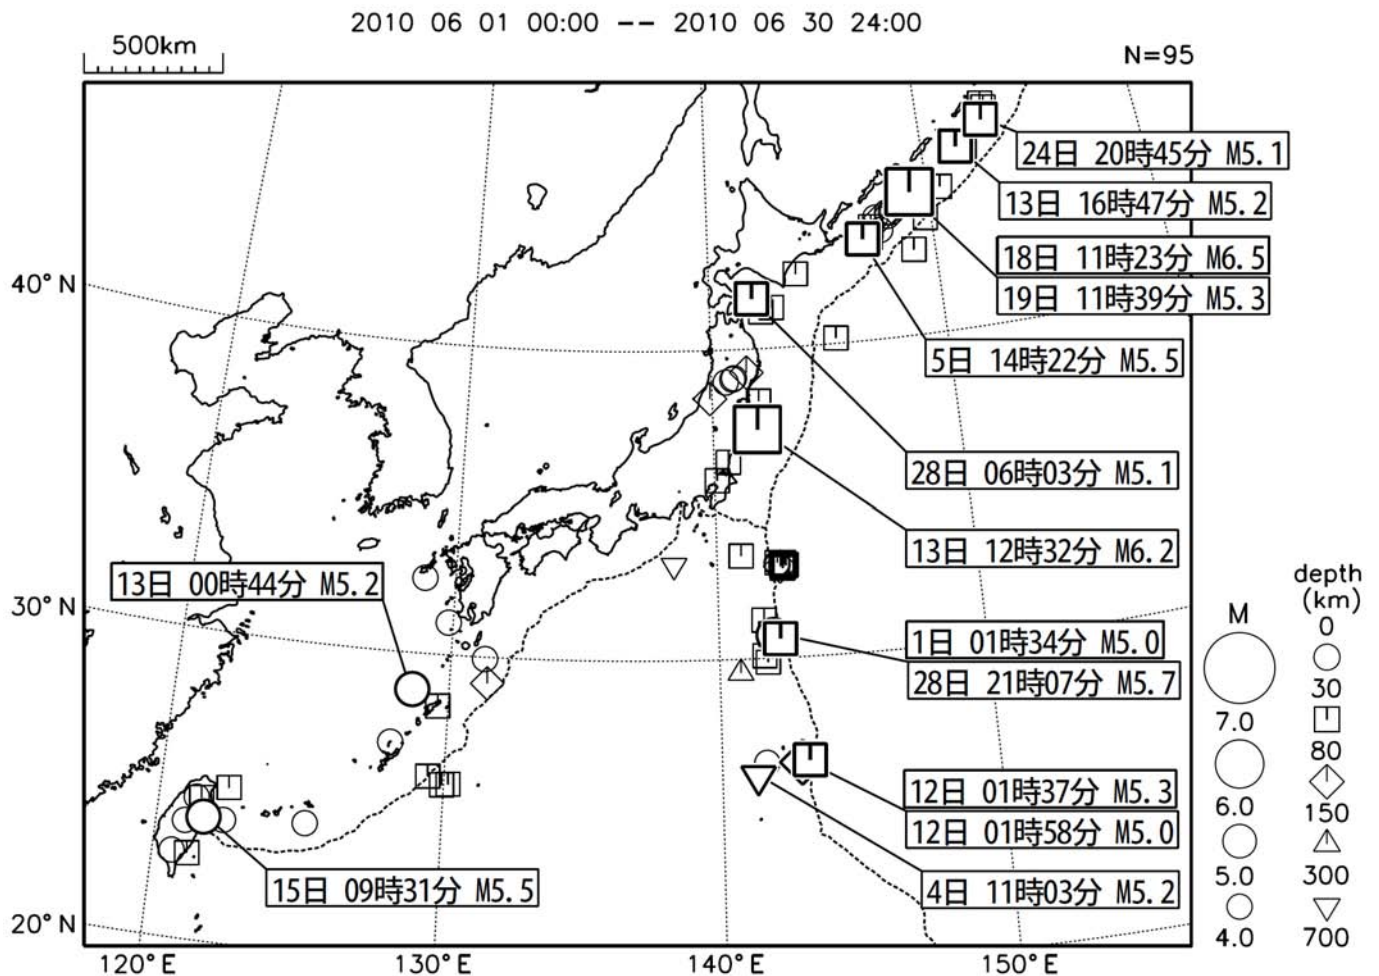 2010 06 01 00:00 -- 2010 06 30 24:00
500km
N=95
24日 20時45分 M5.1
13日 16時47分 M5.2
18日 11時23分 M6.5
19日 11時39分 M5.3
40°N
5日 14時22分 M5.5
28日 06時03分 M5.1
13日 12時32分 M6.2
13日 00時44分 M5.2
30°N
1日 01時34分 M5.0
28日 21時07分 M5.7
12日 01時37分 M5.3
12日 01時58分 M5.0
4日 11時03分 M5.2
15日 09時31分 M5.5
20°N
120°E
130°E
140°E
150°E
M
7.0
6.0
5.0
4.0
depth
(km)
0
30
80
150
300
700